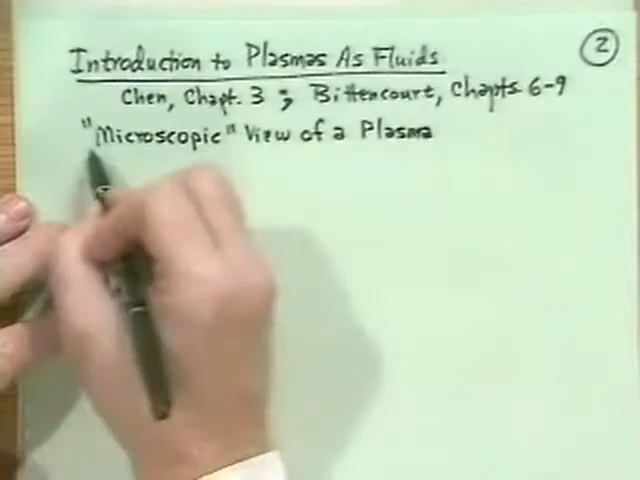 ②
Introduction to Plasmas As Fluids
Chen, Chapt. 3 ; Bittencourt, Chapts 6-9
"Microscopic" View of a Plasma